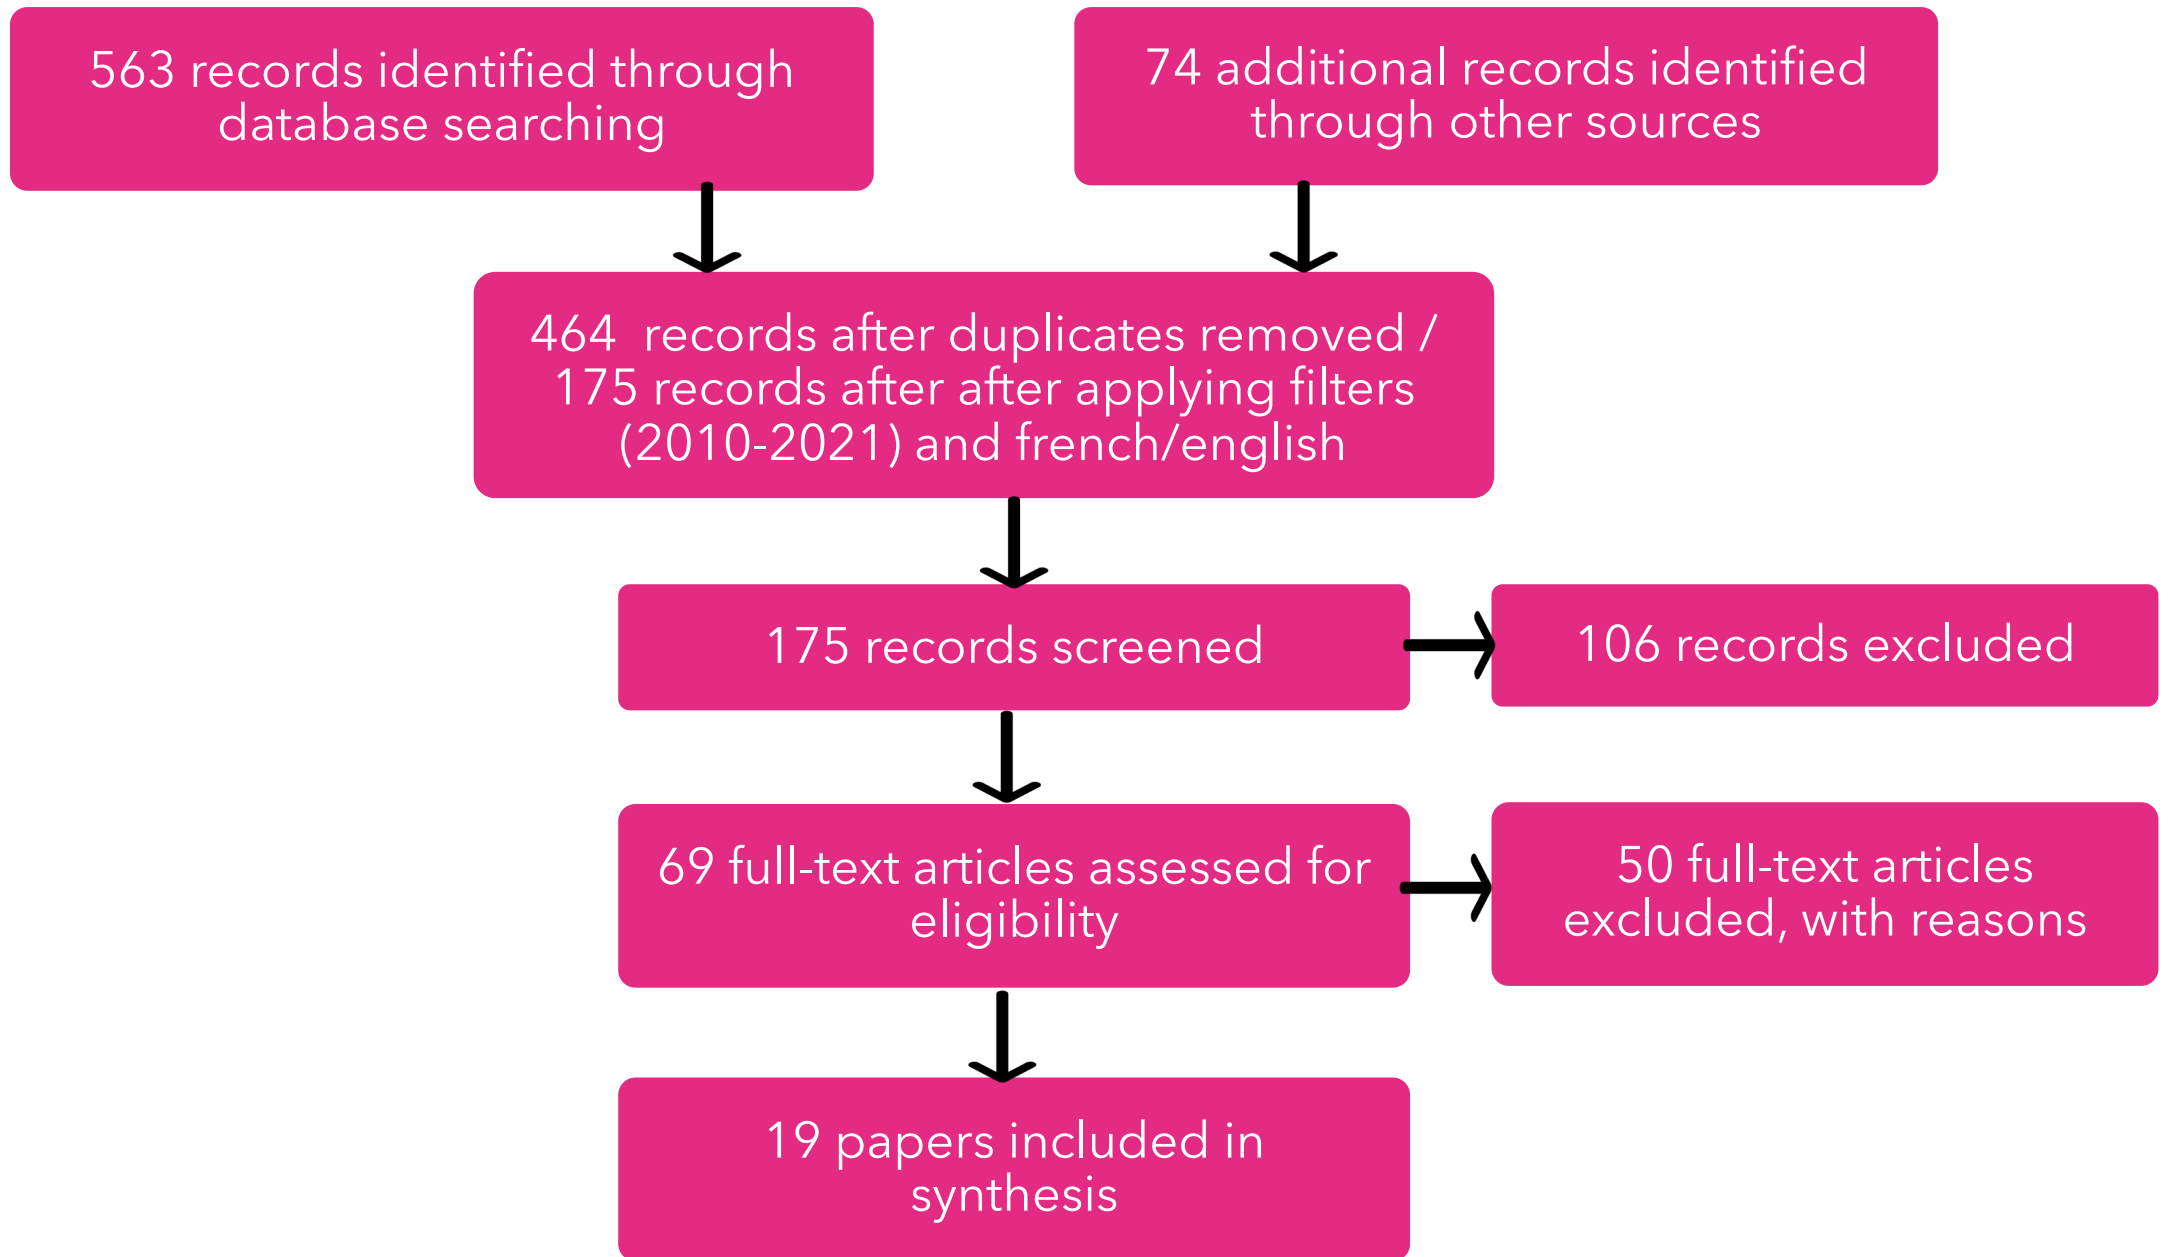 563 records identified through
database searching
74 additional records identified
through other sources
464 records after duplicates removed /
175 records after after applying filters
(2010-2021) and french/english
175 records screened
106 records excluded
69 full-text articles assessed for
eligibility
50 full-text articles
excluded, with reasons
19 papers included in
synthesis